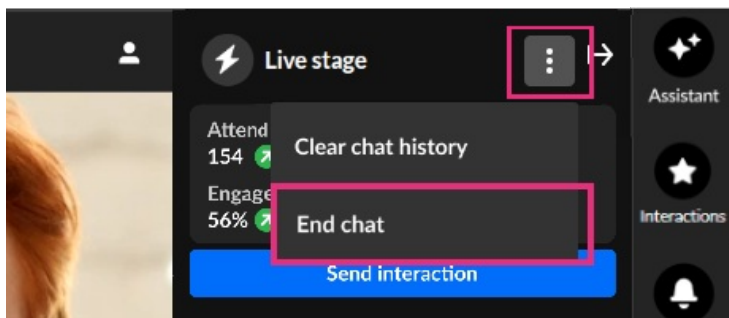 Live stage
Assistant
Attend
154
Clear chat history
Engage
56%
End chat
Interactions
Send interaction